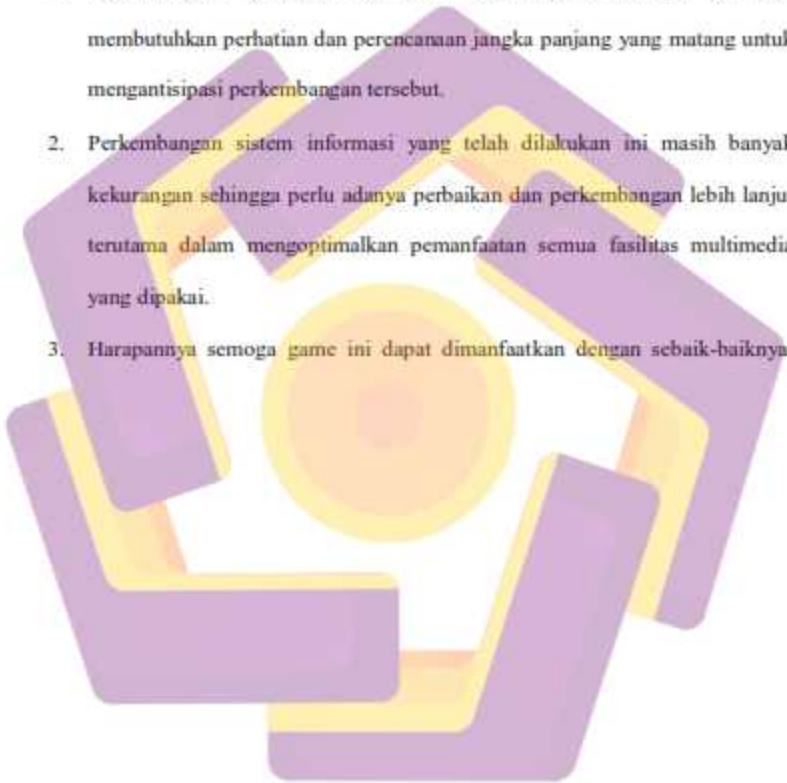 membutuhkan perhatian dan perencanaan jangka panjang yang matang untuk
mengantisipasi perkembangan tersebut.
2. Perkembangan sistem informasi yang telah dilakukan ini masih banyak
kekurangan sehingga perlu adanya perbaikan dan perkembangan lebih lanju
terutama dalam mengoptimalkan pemanfaatan semua fasilitas multimedia
yang dipakai.
3. Harapannya semoga game ini dapat dimanfaatkan dengan sebaik-baiknya